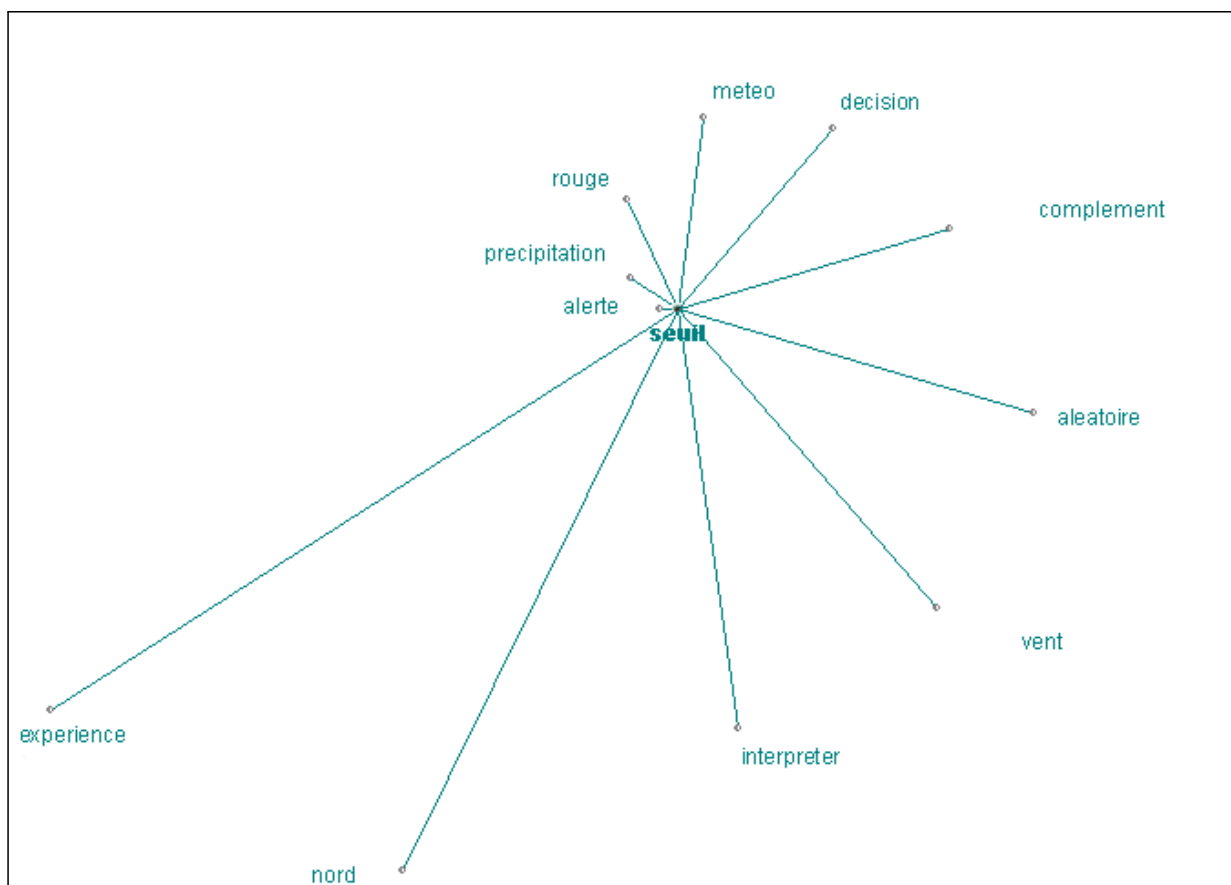 meteo
decision
rouge
complement
precipitation
alerte
seuil
aleatoire
vent
experience
interpreter
nord